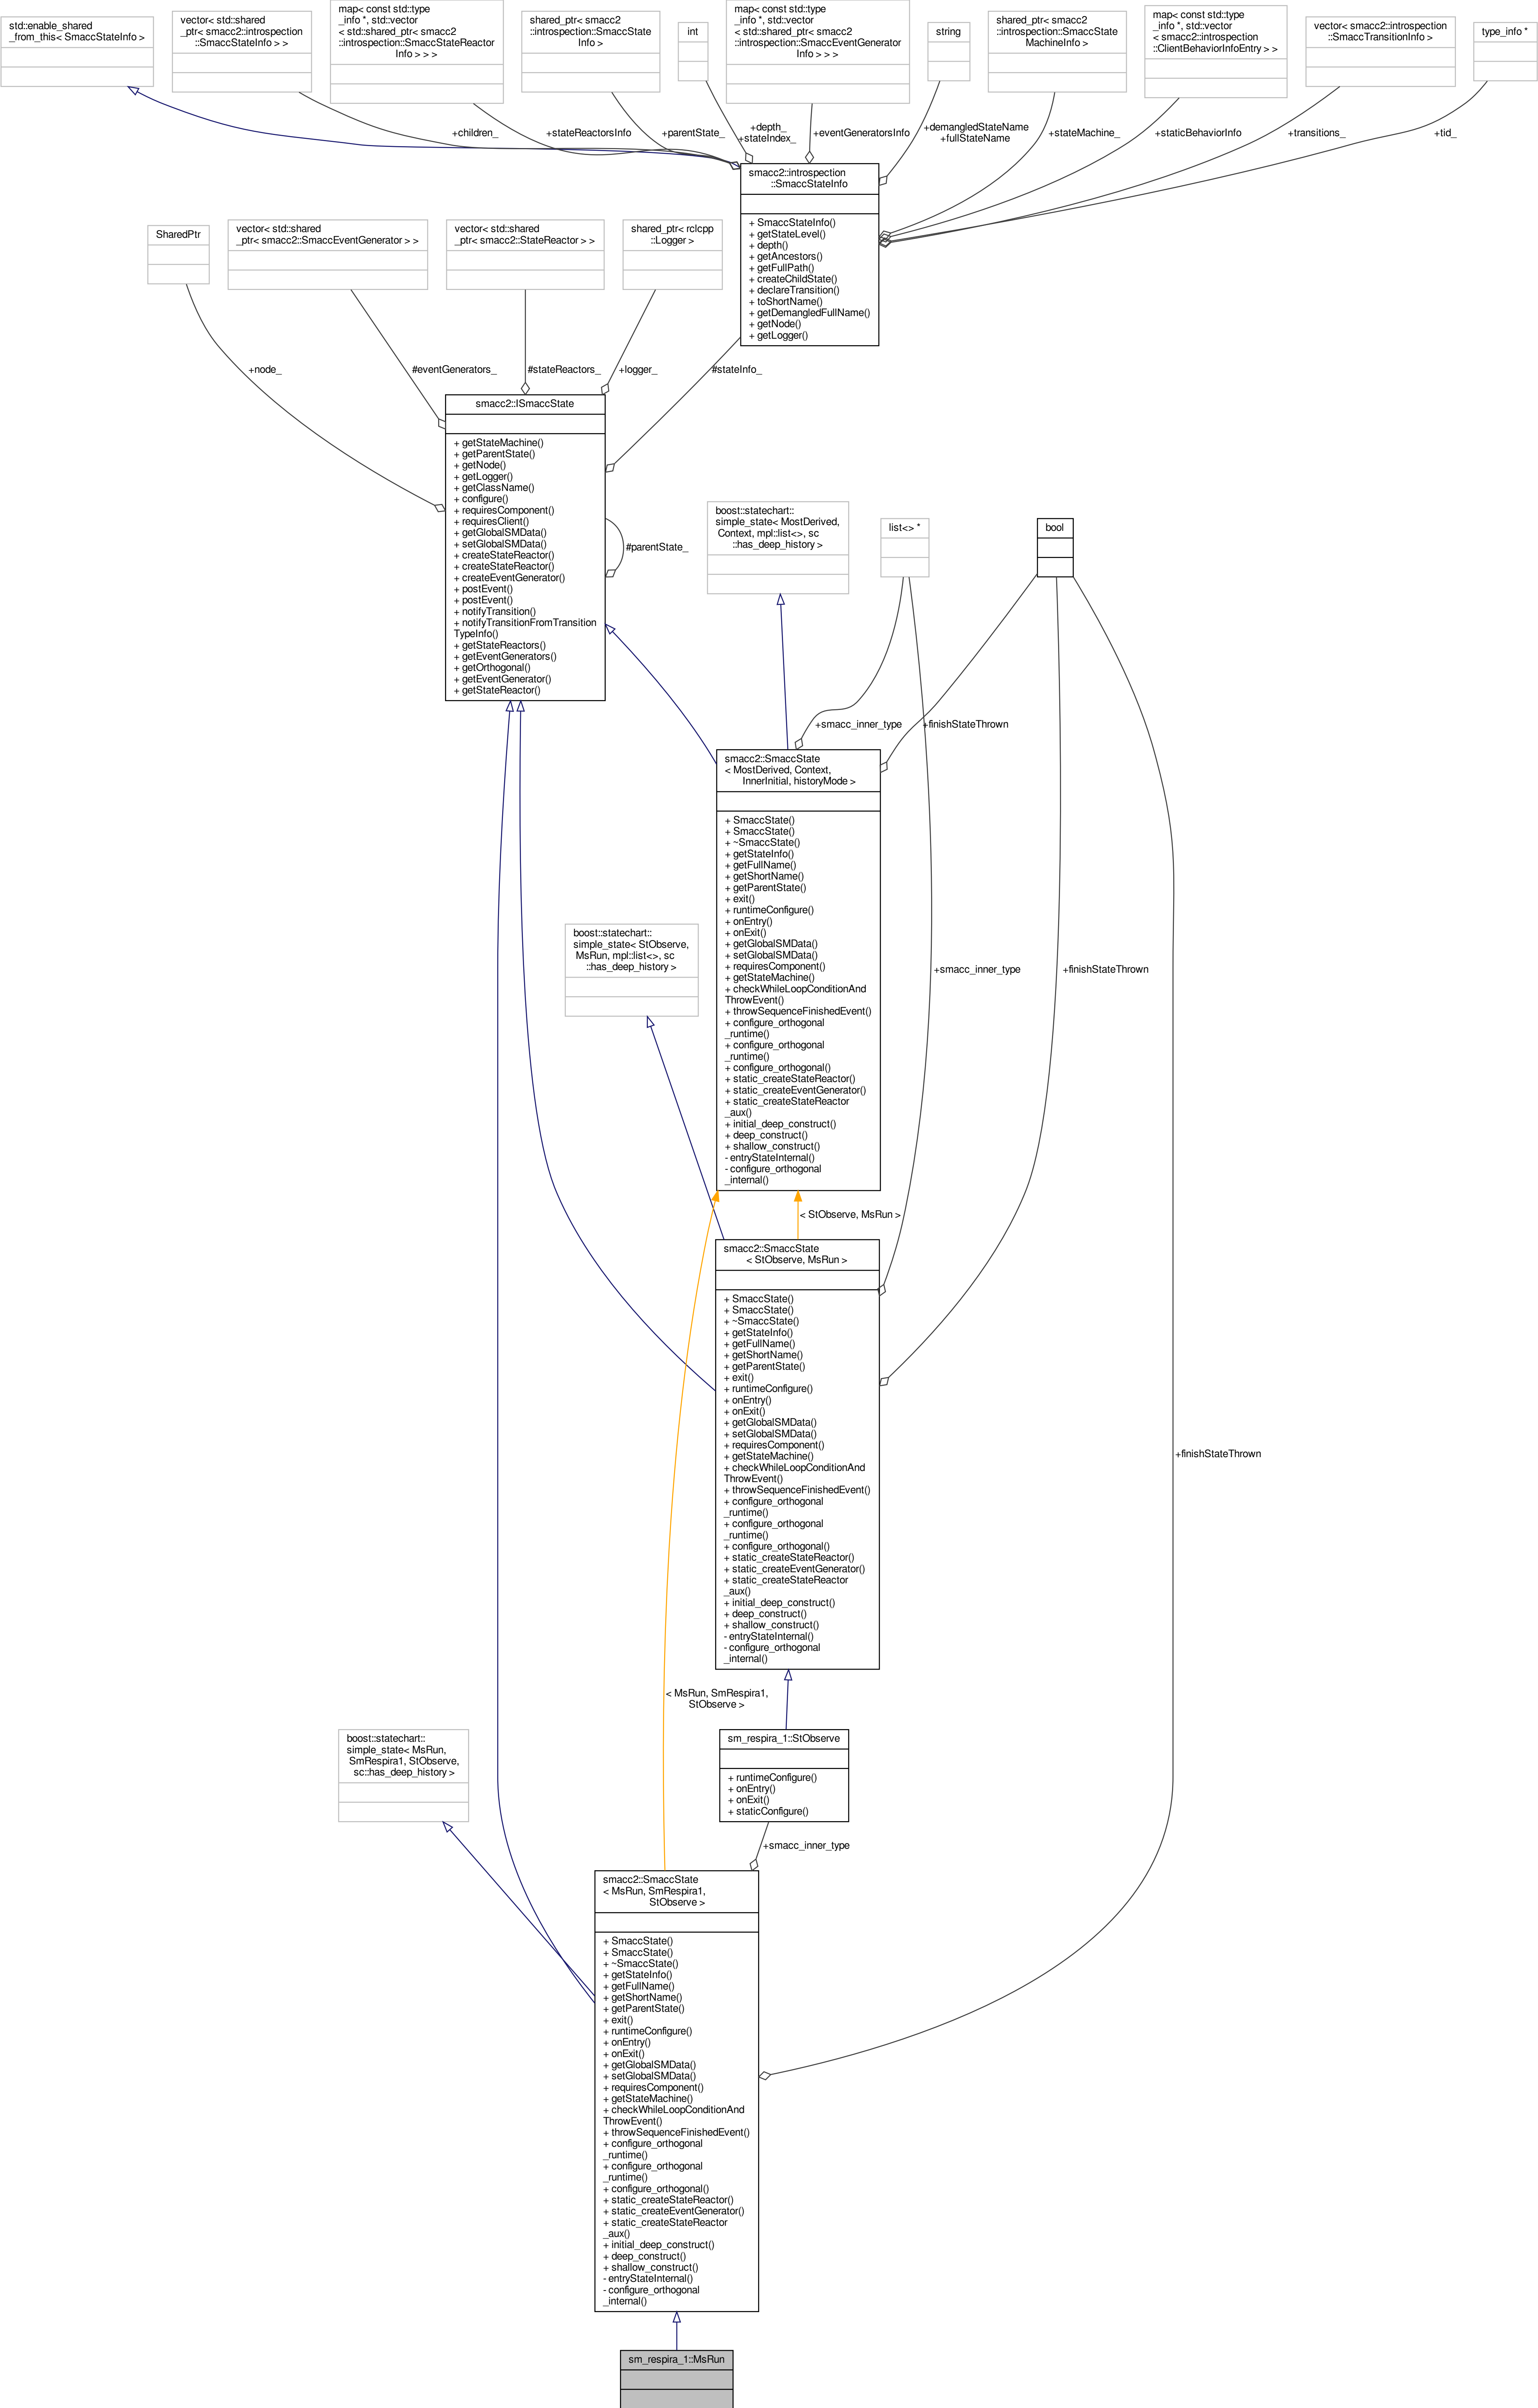 std::enable_shared
_from_this< SmaccStateInfo >
vector< std::shared
_ptr< smacc2::introspection
::SmaccStateInfo > >
map< const std::type
_info *, std::vector
< std::shared_ptr< smacc2
::introspection::SmaccStateReactor
Info > > >
shared_ptr< smacc2
::introspection::SmaccState
Info >
int
map< const std::type
_info *, std::vector
< std::shared_ptr< smacc2
::introspection::SmaccEventGenerator
Info > > >
string
shared_ptr< smacc2
::introspection::SmaccState
MachineInfo >
map< const std::type
_info *, std::vector
< smacc2::introspection
::ClientBehaviorInfoEntry > >
vector< smacc2::introspection
::SmaccTransitionInfo >
type_info *
+children_
+stateReactorsInfo
+parentState_
+depth_
+stateIndex_
+eventGeneratorsInfo
+demangledStateName
+fullStateName
+stateMachine_
+staticBehaviorInfo
+transitions_
+tid_
smacc2::introspection
::SmaccStateInfo
+ SmaccStateInfo()
+ getStateLevel()
+ depth()
+ getAncestors()
+ getFullPath()
+ createChildState()
+ declareTransition()
+ toShortName()
+ getDemangledFullName()
+ getNode()
+ getLogger()
SharedPtr
vector< std::shared
_ptr< smacc2::SmaccEventGenerator > >
vector< std::shared
_ptr< smacc2::StateReactor > >
shared_ptr< rclcpp
::Logger >
+node_
#eventGenerators_
#stateReactors_
+logger_
#stateInfo_
smacc2::ISmaccState
+ getStateMachine()
+ getParentState()
+ getNode()
+ getLogger()
+ getClassName()
+ configure()
+ requiresComponent()
+ requiresClient()
+ getGlobalSMData()
+ setGlobalSMData()
+ createStateReactor()
+ createStateReactor()
+ createEventGenerator()
+ postEvent()
+ postEvent()
+ notifyTransition()
+ notifyTransitionFromTransition
TypeInfo()
+ getStateReactors()
+ getEventGenerators()
+ getOrthogonal()
+ getEventGenerator()
+ getStateReactor()
#parentState_
boost::statechart::
simple_state< MostDerived,
Context, mpl::list<>, sc
::has_deep_history >
list<> *
bool
+smacc_inner_type
+finishStateThrown
smacc2::SmaccState
< MostDerived, Context,
InnerInitial, historyMode >
+ SmaccState()
+ SmaccState()
+ ~SmaccState()
+ getStateInfo()
+ getFullName()
+ getShortName()
+ getParentState()
+ exit()
+ runtimeConfigure()
+ onEntry()
+ onExit()
+ getGlobalSMData()
+ setGlobalSMData()
+ requiresComponent()
+ getStateMachine()
+ checkWhileLoopConditionAnd
ThrowEvent()
+ throwSequenceFinishedEvent()
+ configure_orthogonal
_runtime()
+ configure_orthogonal
_runtime()
+ configure_orthogonal()
+ static_createStateReactor()
+ static_createEventGenerator()
+ static_createStateReactor
_aux()
+ initial_deep_construct()
+ deep_construct()
+ shallow_construct()
- entryStateInternal()
- configure_orthogonal
_internal()
boost::statechart::
simple_state< StObserve,
MsRun, mpl::list<>, sc
::has_deep_history >
+smacc_inner_type
+finishStateThrown
< StObserve, MsRun >
smacc2::SmaccState
< StObserve, MsRun >
+ SmaccState()
+ SmaccState()
+ ~SmaccState()
+ getStateInfo()
+ getFullName()
+ getShortName()
+ getParentState()
+ exit()
+ runtimeConfigure()
+ onEntry()
+ onExit()
+ getGlobalSMData()
+ setGlobalSMData()
+ requiresComponent()
+ getStateMachine()
+ checkWhileLoopConditionAnd
ThrowEvent()
+ throwSequenceFinishedEvent()
+ configure_orthogonal
_runtime()
+ configure_orthogonal
_runtime()
+ configure_orthogonal()
+ static_createStateReactor()
+ static_createEventGenerator()
+ static_createStateReactor
_aux()
+ initial_deep_construct()
+ deep_construct()
+ shallow_construct()
- entryStateInternal()
- configure_orthogonal
_internal()
+finishStateThrown
< MsRun, SmRespira1,
StObserve >
boost::statechart::
simple_state< MsRun,
SmRespira1, StObserve,
sc::has_deep_history >
sm_respira_1::StObserve
+ runtimeConfigure()
+ onEntry()
+ onExit()
+ staticConfigure()
+smacc_inner_type
smacc2::SmaccState
< MsRun, SmRespira1,
StObserve >
+ SmaccState()
+ SmaccState()
+ ~SmaccState()
+ getStateInfo()
+ getFullName()
+ getShortName()
+ getParentState()
+ exit()
+ runtimeConfigure()
+ onEntry()
+ onExit()
+ getGlobalSMData()
+ setGlobalSMData()
+ requiresComponent()
+ getStateMachine()
+ checkWhileLoopConditionAnd
ThrowEvent()
+ throwSequenceFinishedEvent()
+ configure_orthogonal
_runtime()
+ configure_orthogonal
_runtime()
+ configure_orthogonal()
+ static_createStateReactor()
+ static_createEventGenerator()
+ static_createStateReactor
_aux()
+ initial_deep_construct()
+ deep_construct()
+ shallow_construct()
- entryStateInternal()
- configure_orthogonal
_internal()
sm_respira_1::MsRun